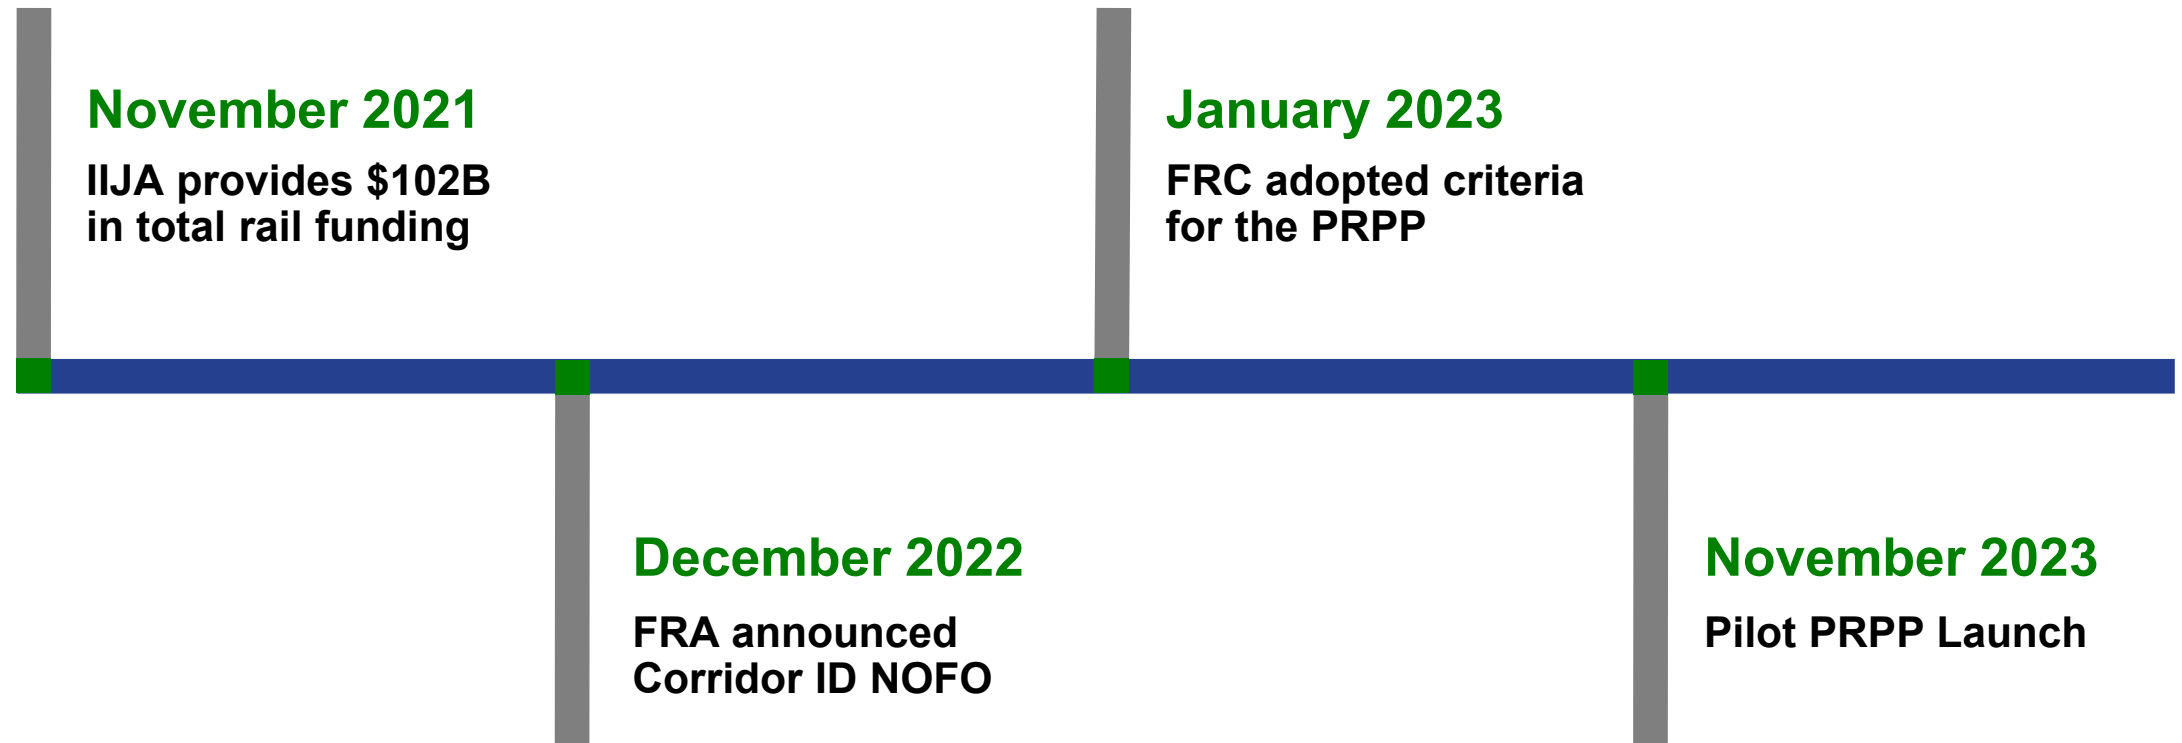 November 2021
IIJA provides $102B
in total rail funding
December 2022
FRA announced
Corridor ID NOFO
January 2023
FRC adopted criteria
for the PRPP
November 2023
Pilot PRPP Launch